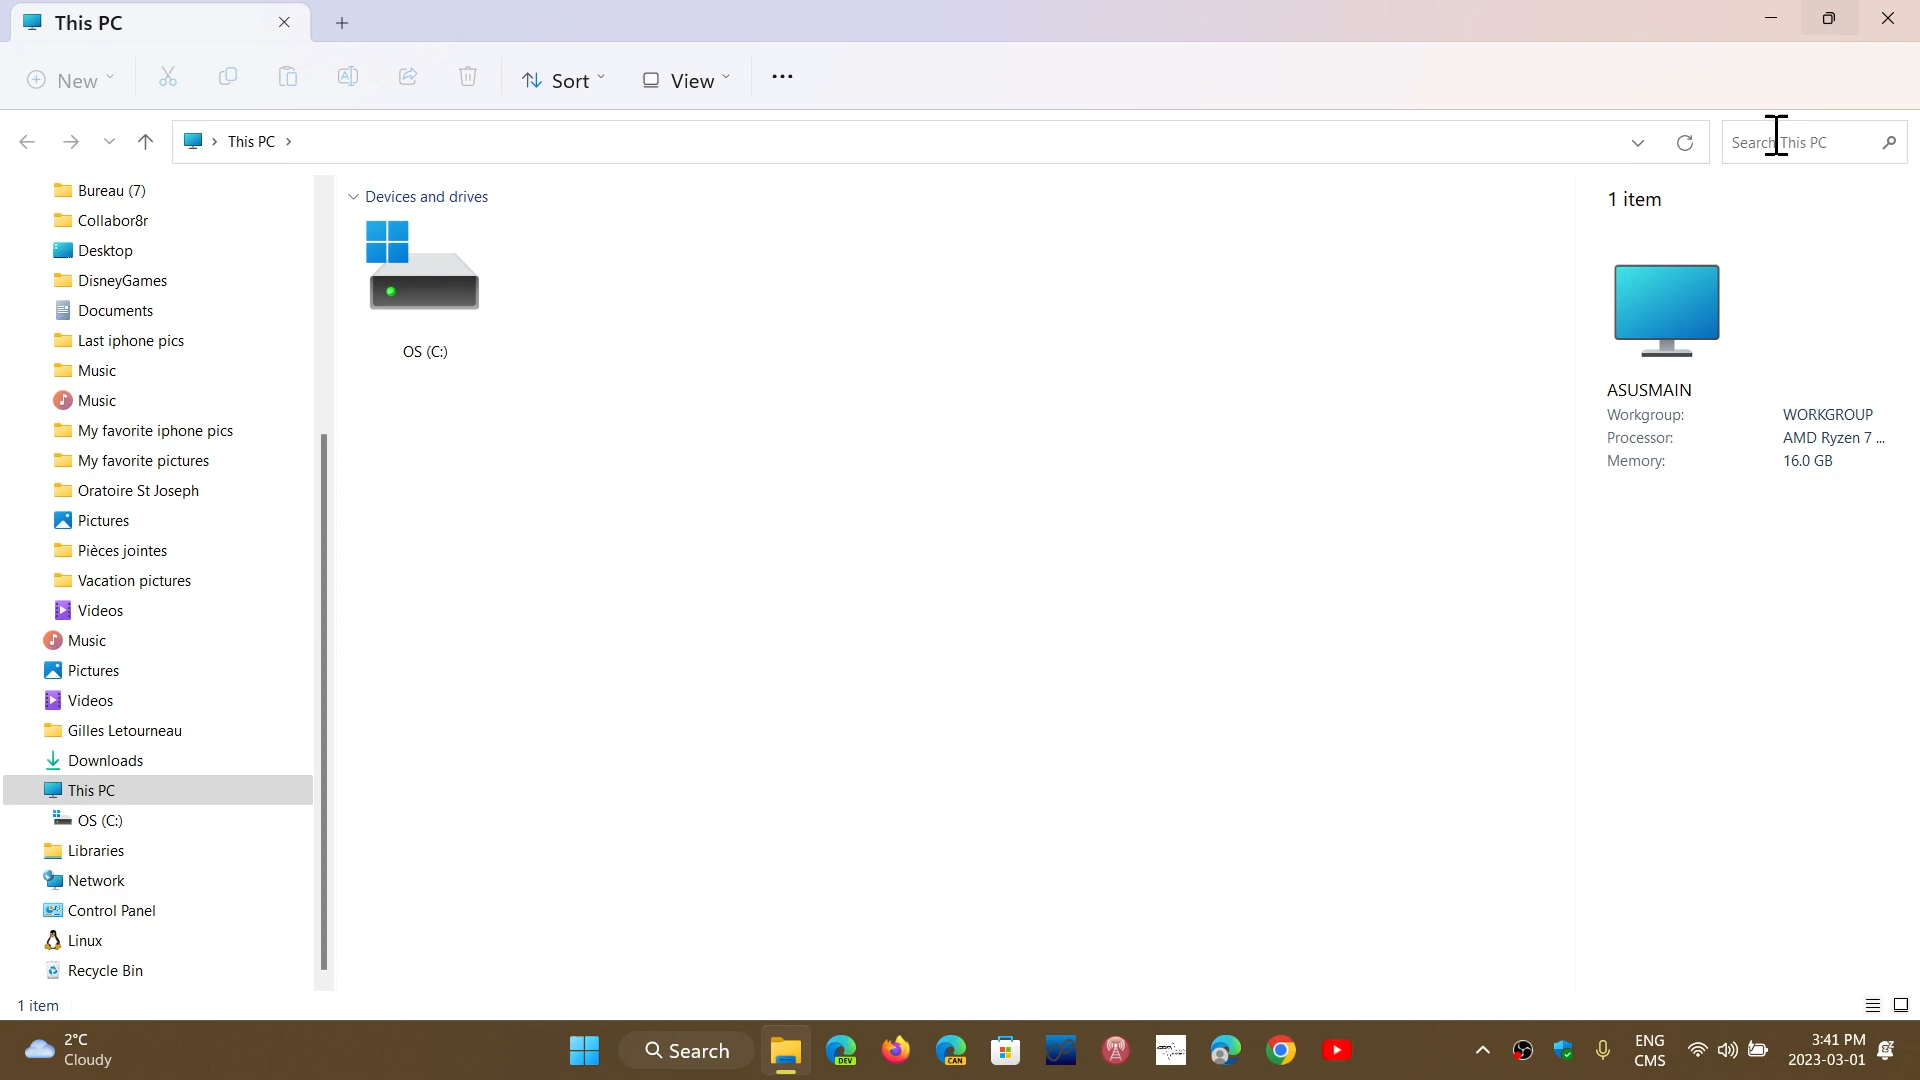 This PC
New
Sort
View
This PC
Search This PC
Bureau (7)
Collabor8r
Desktop
DisneyGames
Documents
Last iphone pics
Music
Music
My favorite iphone pics
My favorite pictures
Oratoire St Joseph
Pictures
Pièces jointes
Vacation pictures
Videos
Music
Pictures
Videos
Gilles Letourneau
Downloads
This PC
OS (C:)
Libraries
Network
Control Panel
Linux
Recycle Bin
Devices and drives
OS (C:)
1 item
ASUSMAIN
Workgroup: WORKGROUP
Processor: AMD Ryzen 7 ...
Memory: 16.0 GB
1 item
2°C
Cloudy
Search
DEV
CAN
ENG
CMS
3:41 PM
2023-03-01